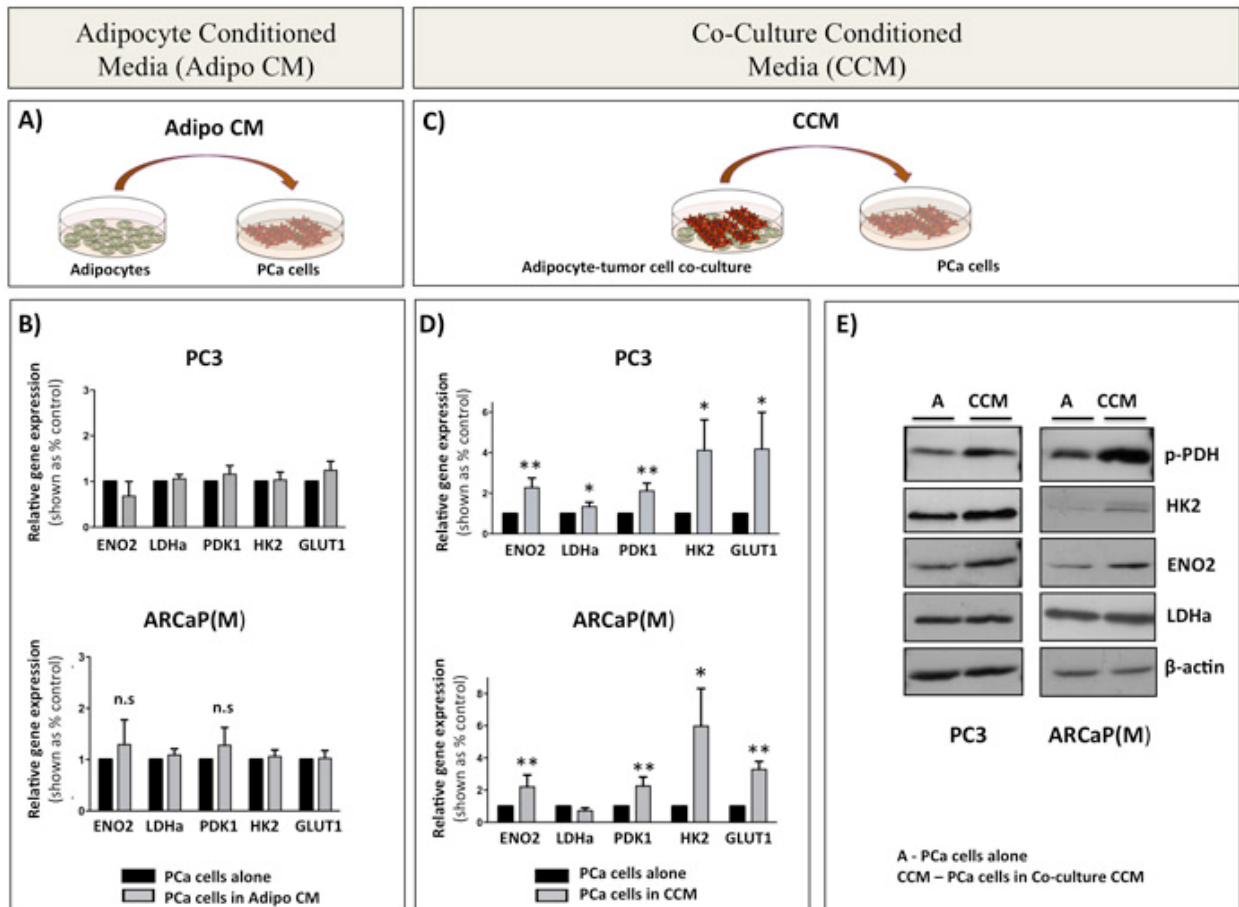 Adipocyte Conditioned
Media (Adipo CM)
Co-Culture Conditioned
Media (CCM)
A)
Adipo CM
Adipocytes
PCa cells
C)
CCM
Adipocyte-tumor cell co-culture
PCa cells
B)
PC3
Relative gene expression
(shown as % control)
3
2
1
0
ENO2 LDHa PDK1 HK2 GLUT1
ARCaP(M)
Relative gene expression
(shown as % control)
3
2
1
0
n.s
n.s
ENO2 LDHa PDK1 HK2 GLUT1
PCa cells alone
PCa cells in Adipo CM
D)
PC3
Relative gene expression
(shown as % control)
6
4
2
0
** * ** * *
ENO2 LDHa PDK1 HK2 GLUT1
ARCaP(M)
Relative gene expression
(shown as % control)
8
6
4
2
0
** ** * **
ENO2 LDHa PDK1 HK2 GLUT1
PCa cells alone
PCa cells in CCM
E)
A CCM A CCM
p-PDH
HK2
ENO2
LDHa
β-actin
PC3 ARCaP(M)
A - PCa cells alone
CCM – PCa cells in Co-culture CCM